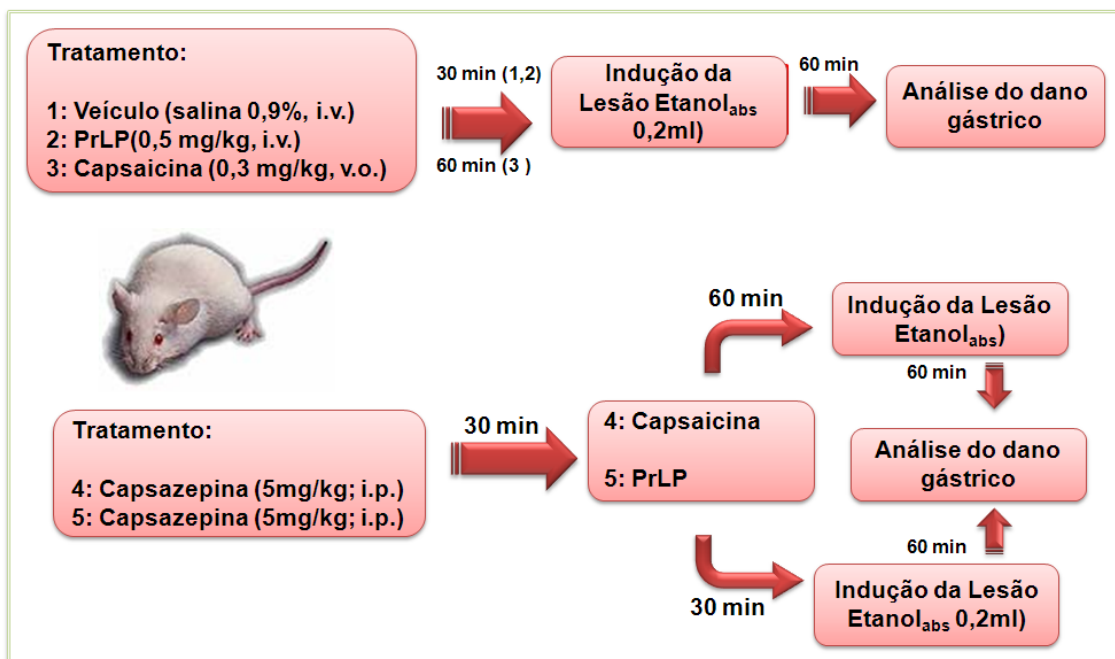 Tratamento:
1: Veículo (salina 0,9%, i.v.)
2: PrLP(0,5 mg/kg, i.v.)
3: Capsaicina (0,3 mg/kg, v.o.)
30 min (1,2)
60 min (3 )
Indução da
Lesão Etanolabs
0,2ml)
60 min
Análise do dano
gástrico
Tratamento:
4: Capsazepina (5mg/kg; i.p.)
5: Capsazepina (5mg/kg; i.p.)
30 min
4: Capsaicina
5: PrLP
60 min
Indução da Lesão
Etanolabs)
60 min
Análise do dano
gástrico
60 min
30 min
Indução da Lesão
Etanolabs 0,2ml)